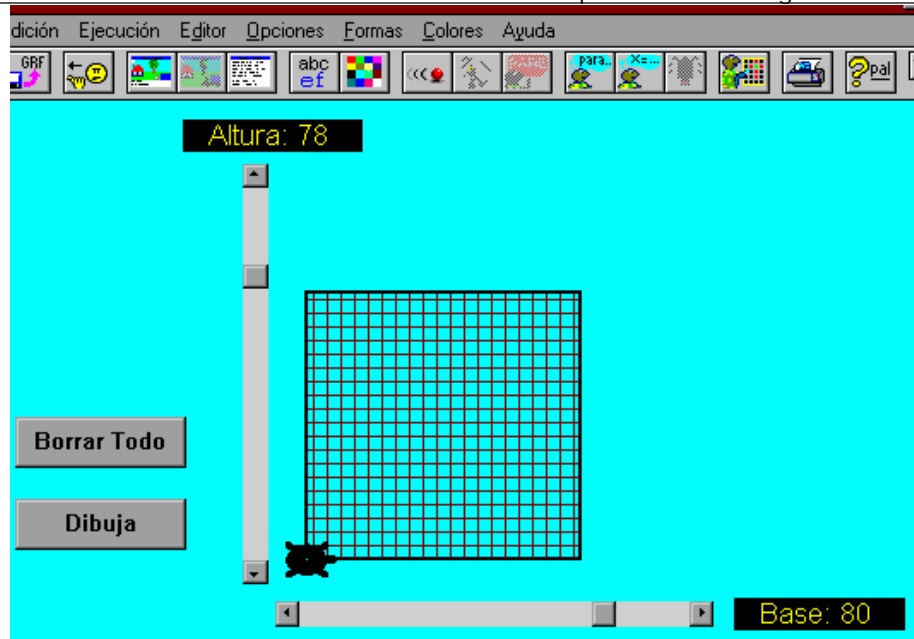 dición Ejecución Editor Opciones Formas Colores Ayuda
GRF abc ef para.. X=... ?pal
Altura: 78
Borrar Todo
Dibuja
Base: 80